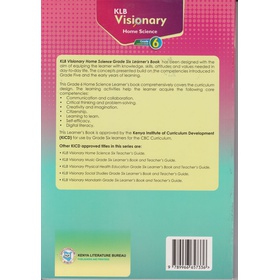 KLB
Visionary
Home Science
6
KLB Visionary Home Science Grade Six Learner's Book has been designed with the
aim of equipping the learner with knowledge, skills, attitudes and values needed in
day-to-day life. The concepts presented build on the competencies introduced in
Grade Five and the early years of learning.
This Grade 6 Home Science Learner's Book comprehensively covers the curriculum
design. The learning activities help the learner acquire the following core
competencies:
• Communication and collaboration;
• Critical thinking and problem solving;
• Creativity and imagination;
• Citizenship;
• Learning to learn;
• Self-efficacy;
• Digital literacy.
This Learner's Book is approved by the Kenya Institute of Curriculum Development
(KICD) for use by Grade Six learners for the CBC Curriculum.
Other KICD approved titles in this series are:
• KLB Visionary Home Science Grade Six Teacher's Guide.
• KLB Visionary Music Grade Six Learner's Book and Teacher's Guide.
• KLB Visionary Physical Health Education Grade Six Learner's Book and Teacher's Guide.
• KLB Visionary Social Studies Grade Six Learner's Book and Teacher's Guide.
• KLB Visionary Kiswahili Grade Six Learner's Book and Teacher's Guide.
KENYA LITERATURE BUREAU
9 789966 657336